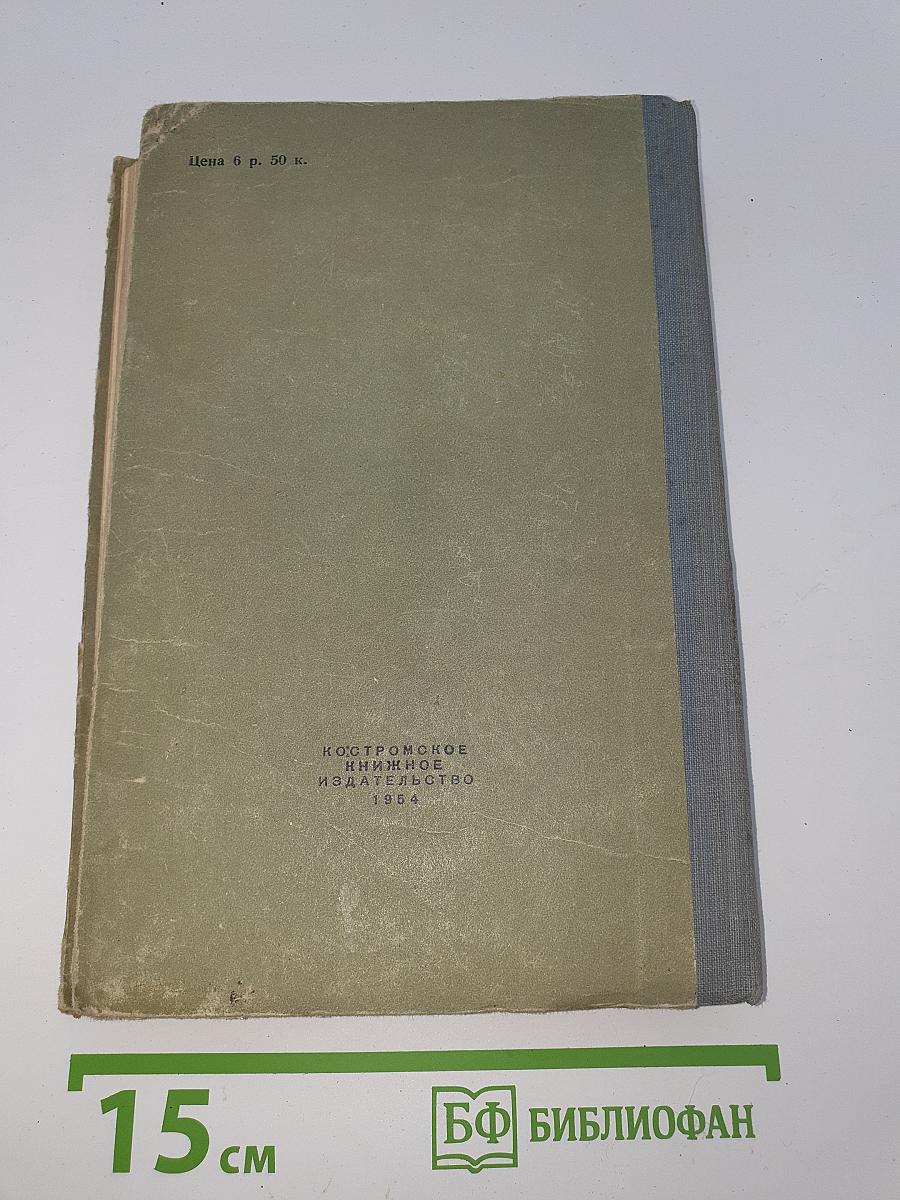 Цена 6 р. 50 к.
КОСТРОМСКОЕ
КНИЖНОЕ
ИЗДАТЕЛЬСТВО
1954
15 см
БФ БИБЛИОФАН